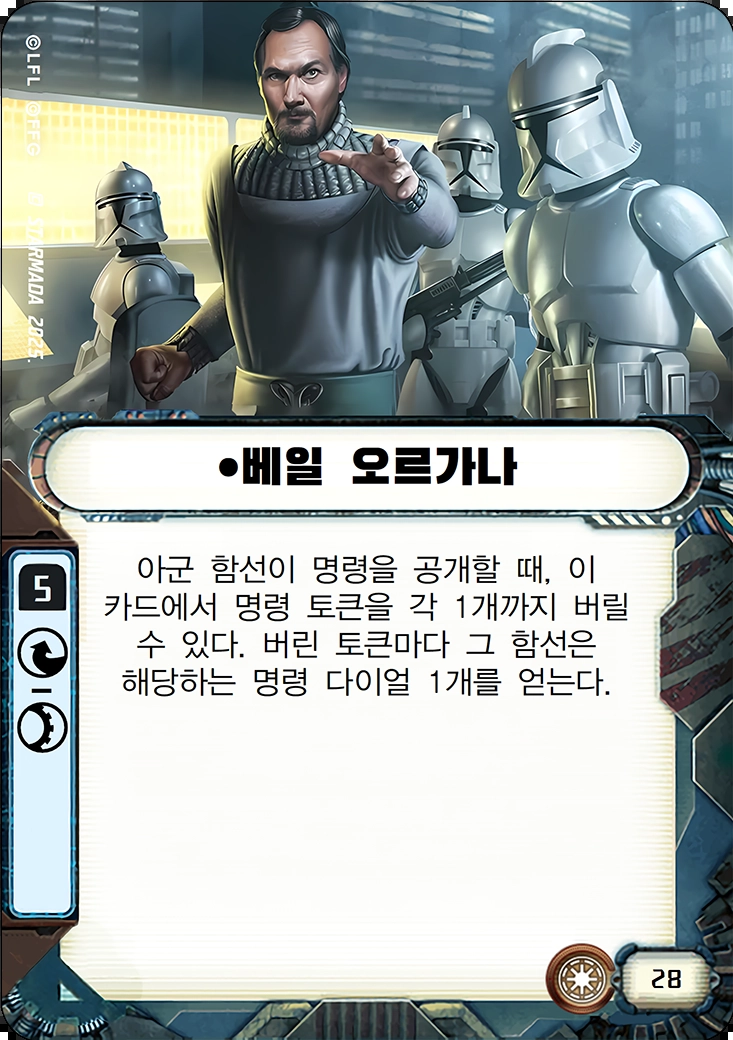 ©LFL ©FFG © STARMADA 2025.
•베일 오르가나
아군 함선이 명령을 공개할 때, 이
카드에서 명령 토큰을 각 1개까지 버릴
수 있다. 버린 토큰마다 그 함선은
해당하는 명령 다이얼 1개를 얻는다.
5
28